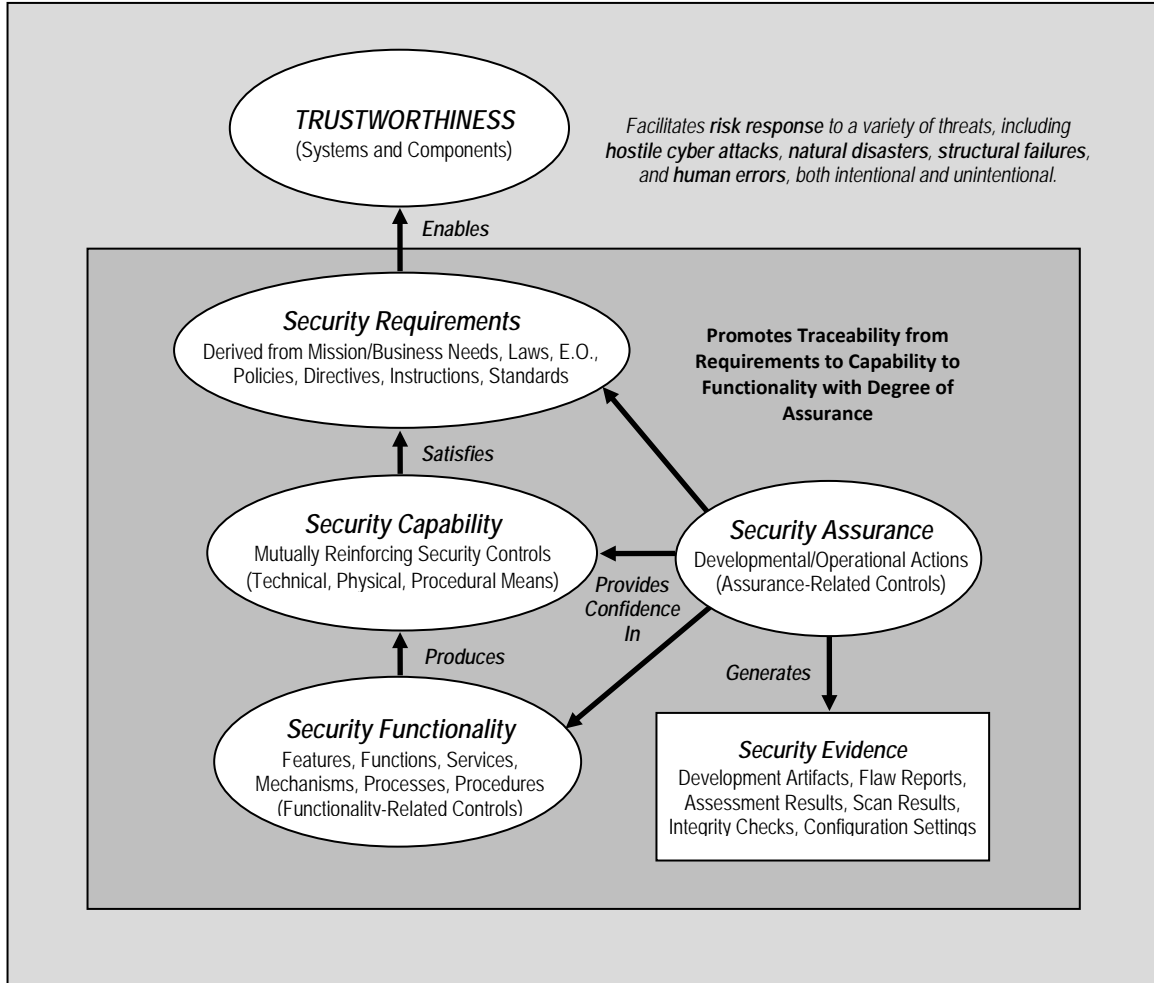 TRUSTWORTHINESS
(Systems and Components)
Facilitates risk response to a variety of threats, including
hostile cyber attacks, natural disasters, structural failures,
and human errors, both intentional and unintentional.
Enables
Security Requirements
Derived from Mission/Business Needs, Laws, E.O.,
Policies, Directives, Instructions, Standards
Promotes Traceability from
Requirements to Capability to
Functionality with Degree of
Assurance
Satisfies
Security Capability
Mutually Reinforcing Security Controls
(Technical, Physical, Procedural Means)
Security Assurance
Developmental/Operational Actions
(Assurance-Related Controls)
Provides
Confidence
In
Produces
Generates
Security Functionality
Features, Functions, Services,
Mechanisms, Processes, Procedures
(Functionality-Related Controls)
Security Evidence
Development Artifacts, Flaw Reports,
Assessment Results, Scan Results,
Integrity Checks, Configuration Settings